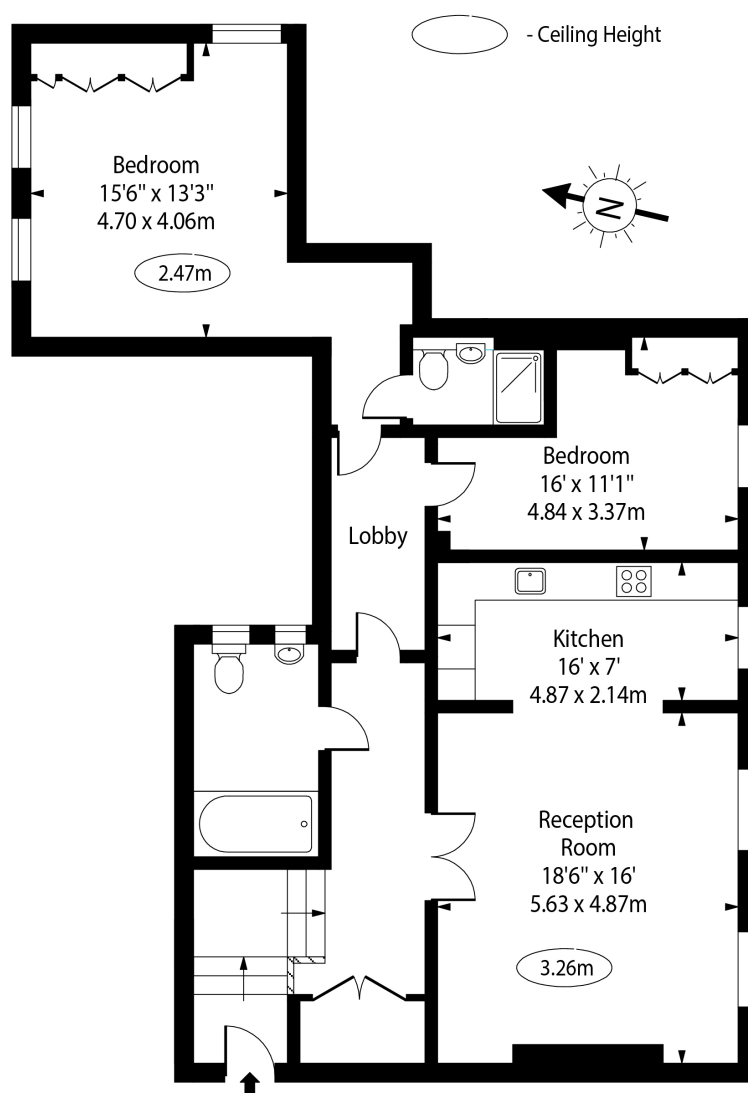 - Ceiling Height
Bedroom
15'6" x 13'3"
4.70 x 4.06m
2.47m
N
Bedroom
16' x 11'1"
4.84 x 3.37m
Lobby
Kitchen
16' x 7'
4.87 x 2.14m
Reception
Room
18'6" x 16'
5.63 x 4.87m
3.26m